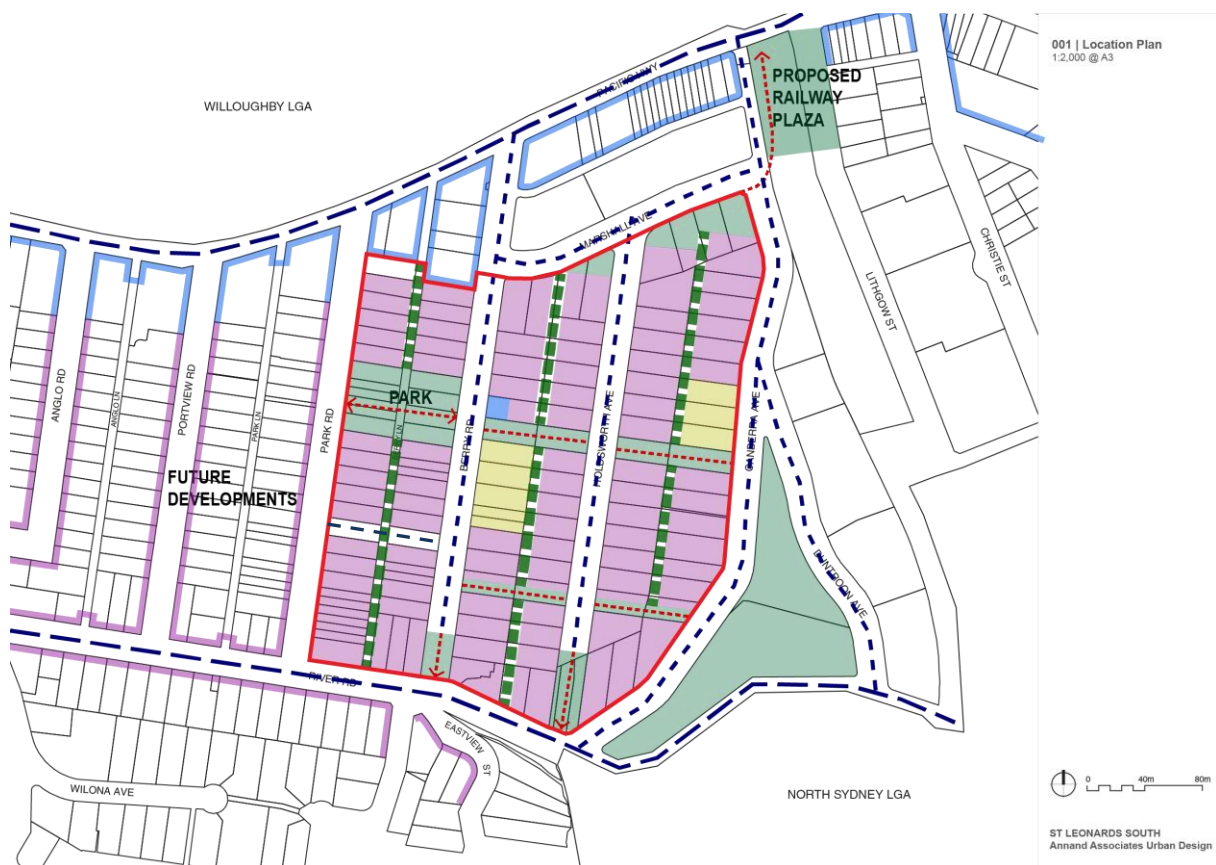 001 | Location Plan
1:2,000 @ A3
WILLOUGHBY LGA
PACIFIC HWY
PROPOSED
RAILWAY
PLAZA
MARSHALL AVE
CHRISTIE ST
LITHGOW ST
ANGLO RD
ANGLO LN
PORTVIEW RD
PARK LN
PARK RD
PARK
BERRY RD
HOLDSWORTH AVE
CANBERRA AVE
FUTURE
DEVELOPMENTS
DUNTROON AVE
RIVER RD
EASTVIEW ST
WILONA AVE
NORTH SYDNEY LGA
0 40m 80m
ST LEONARDS SOUTH
Annand Associates Urban Design